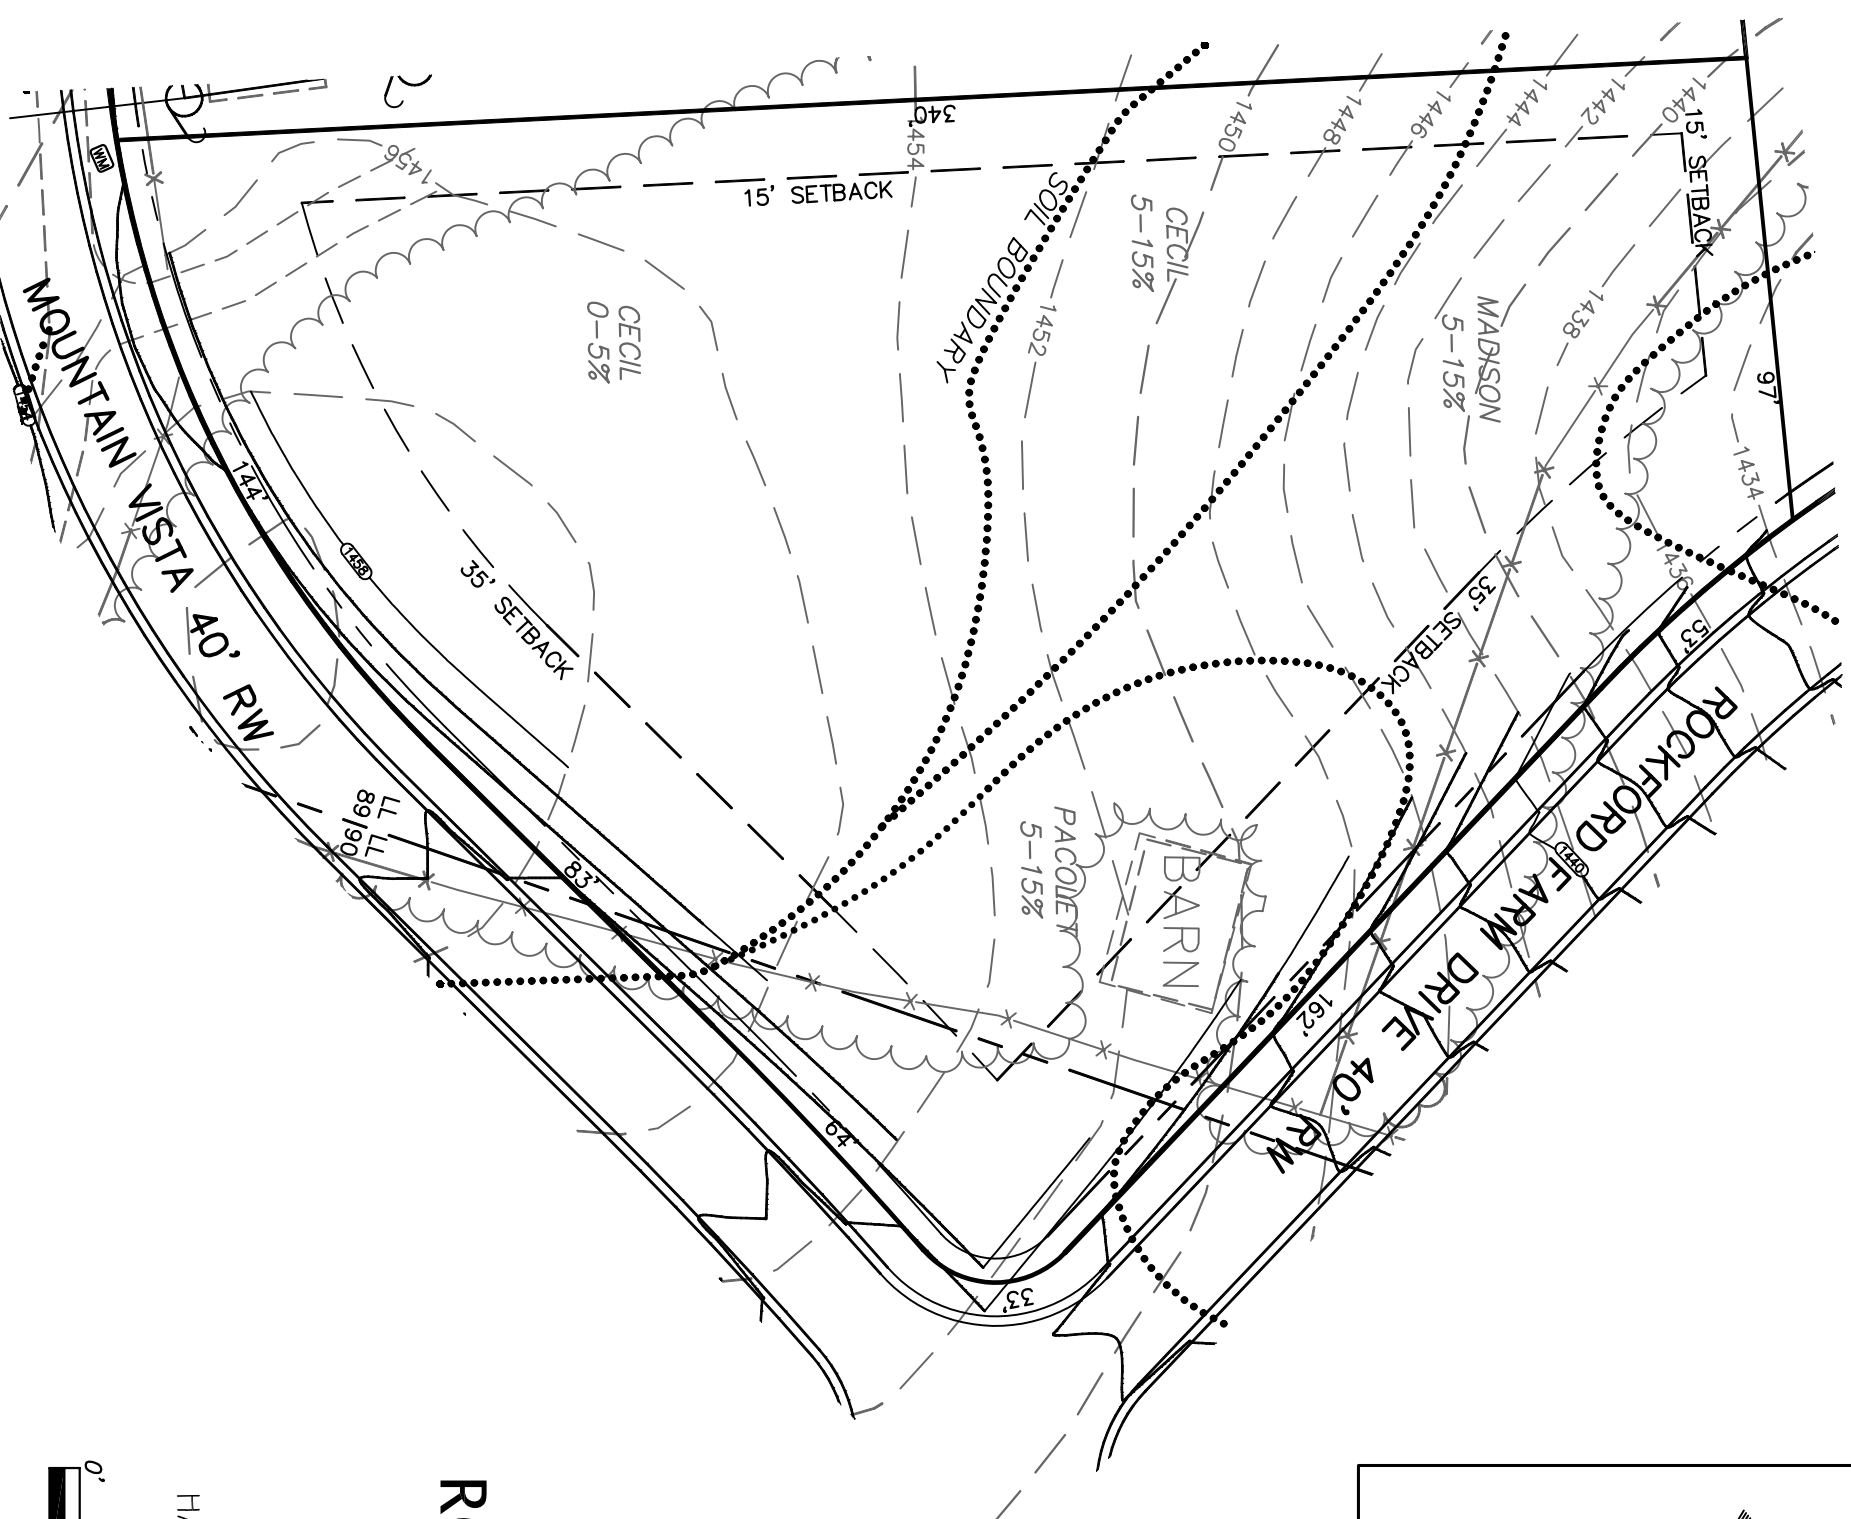 340'
1456
1454
1450
1448
1446
1444
1442
1440
15' SETBACK
15' SETBACK
WM
SOIL BOUNDARY
CECIL
5-15%
CECIL
0-5%
1452
MADISON
5-15%
1438
97'
1434
1436
MOUNTAIN VISTA 40' RW
144'
1458
35' SETBACK
35' SETBACK
53'
ROCKFORD FARM DRIVE 40' RW
1440
LL 89
LL 90
83'
PACOLET
5-15%
BARN
162'
64'
33'
0'